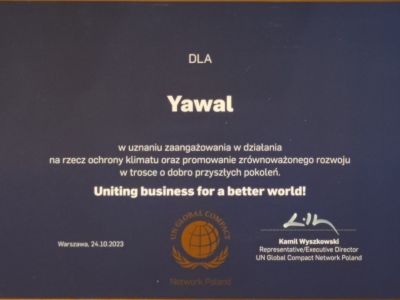 DLA
Yawal
w uznaniu zaangażowania w działania
na rzecz ochrony klimatu oraz promowanie zrównoważonego rozwoju
w trosce o dobro przyszłych pokoleń.
Uniting business for a better world!
UN GLOBAL COMPACT
Network Poland
Warszawa, 24.10.2023
Kamil Wyszkowski
Representative/Executive Director
UN Global Compact Network Poland